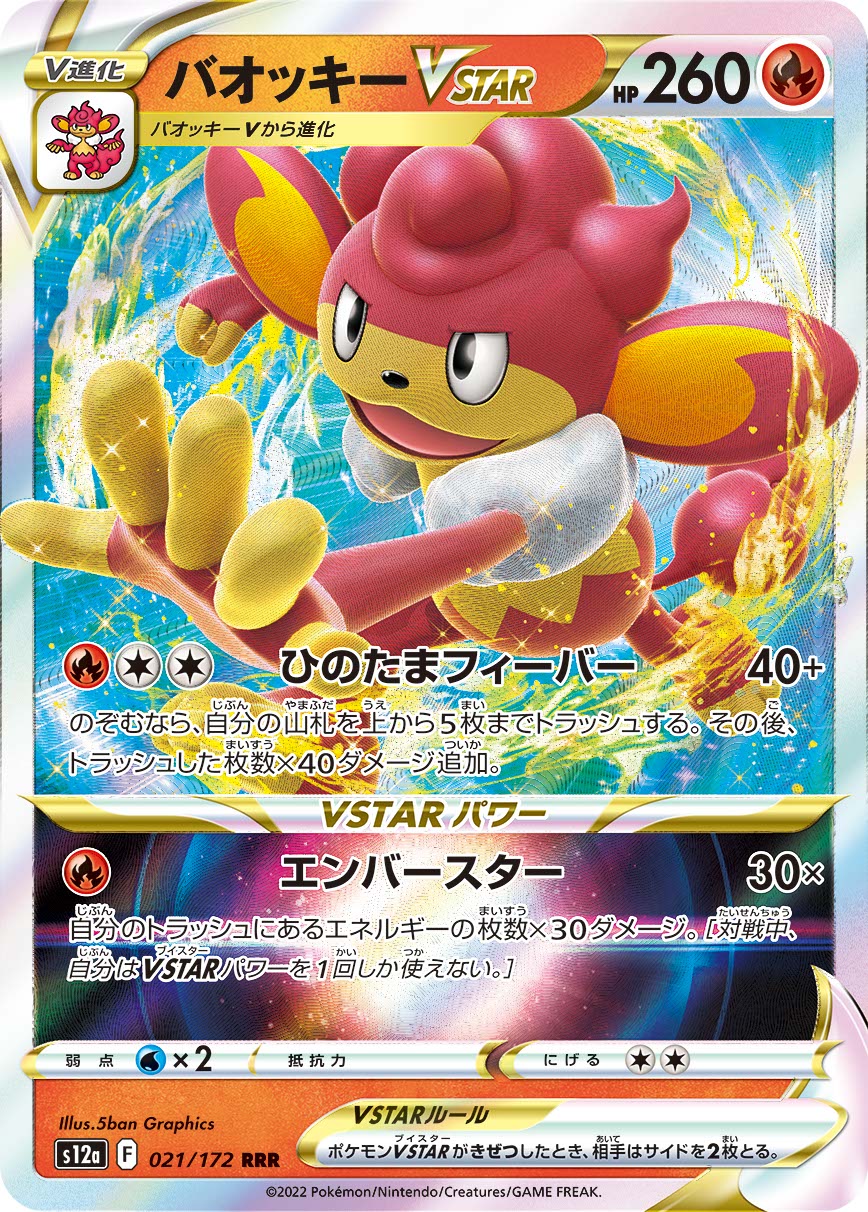 V進化
バオッキーVSTAR
HP 260
バオッキーVから進化
ひのたまフィーバー 40+
のぞむなら、自分の山札を上から5枚までトラッシュする。その後、
トラッシュした枚数×40ダメージ追加。
VSTARパワー
エンバースター 30×
自分のトラッシュにあるエネルギーの枚数×30ダメージ。[対戦中、
自分はVSTARパワーを1回しか使えない。]
弱点 ×2 抵抗力 にげる
Illus.5ban Graphics
VSTARルール
ポケモンVSTARがきぜつしたとき、相手はサイドを2枚とる。
s12a F 021/172 RRR
©2022 Pokémon/Nintendo/Creatures/GAME FREAK.